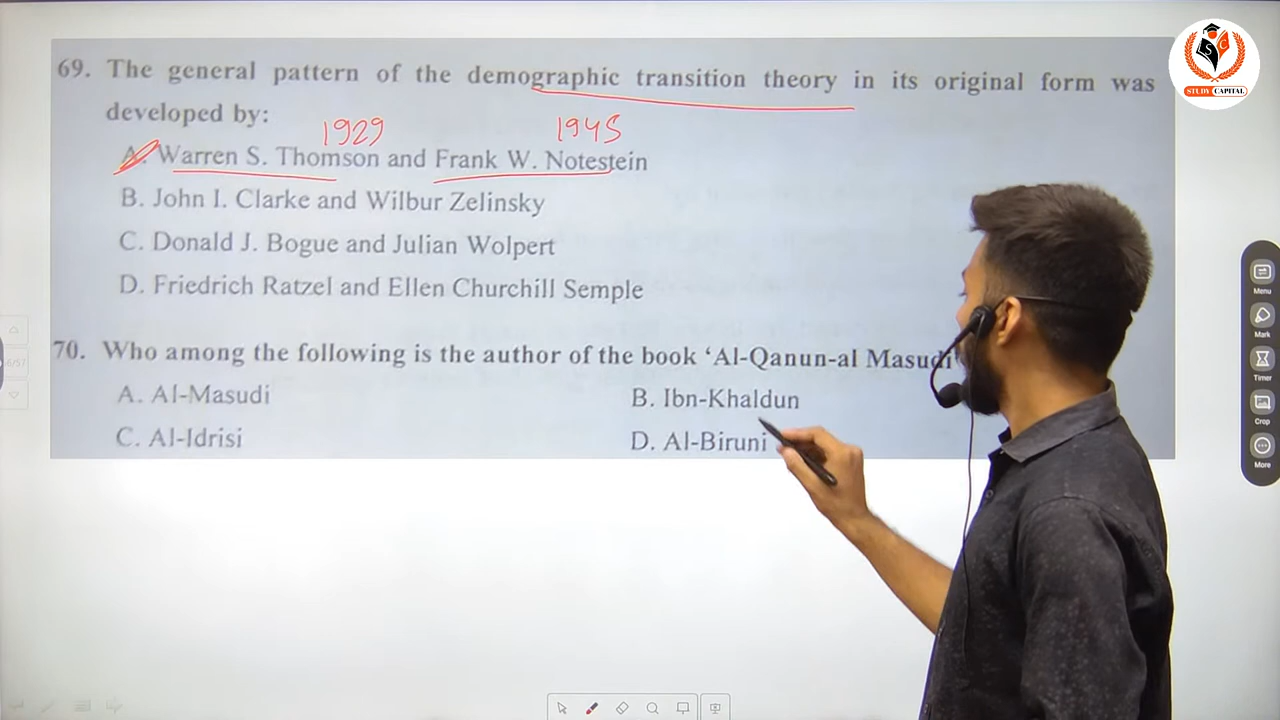 69. The general pattern of the demographic transition theory in its original form was
developed by:
1929 1945
A. Warren S. Thomson and Frank W. Notestein
B. John I. Clarke and Wilbur Zelinsky
C. Donald J. Bogue and Julian Wolpert
D. Friedrich Ratzel and Ellen Churchill Semple
70. Who among the following is the author of the book ‘Al-Qanun-al Masudi’
A. Al-Masudi B. Ibn-Khaldun
C. Al-Idrisi D. Al-Biruni
S C
STUDY CAPITAL
Menu
Mark
Timer
Crop
More